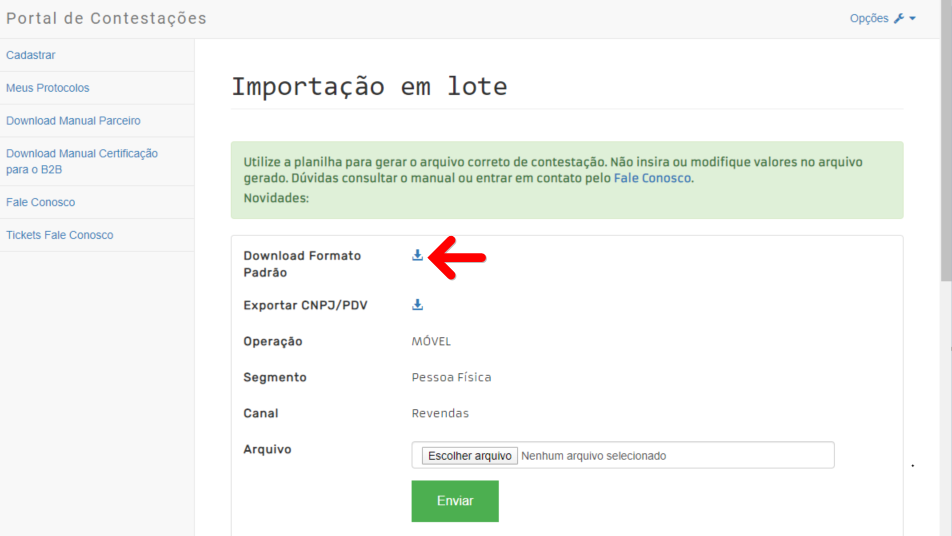 Portal de Contestações
Opções
Cadastrar
Meus Protocolos
Download Manual Parceiro
Download Manual Certificação
para o B2B
Fale Conosco
Tickets Fale Conosco
Importação em lote
Utilize a planilha para gerar o arquivo correto de contestação. Não insira ou modifique valores no arquivo
gerado. Dúvidas consultar o manual ou entrar em contato pelo Fale Conosco.
Novidades:
Download Formato
Padrão
Exportar CNPJ/PDV
Operação MÓVEL
Segmento Pessoa Física
Canal Revendas
Arquivo Escolher arquivo Nenhum arquivo selecionado
.
Enviar